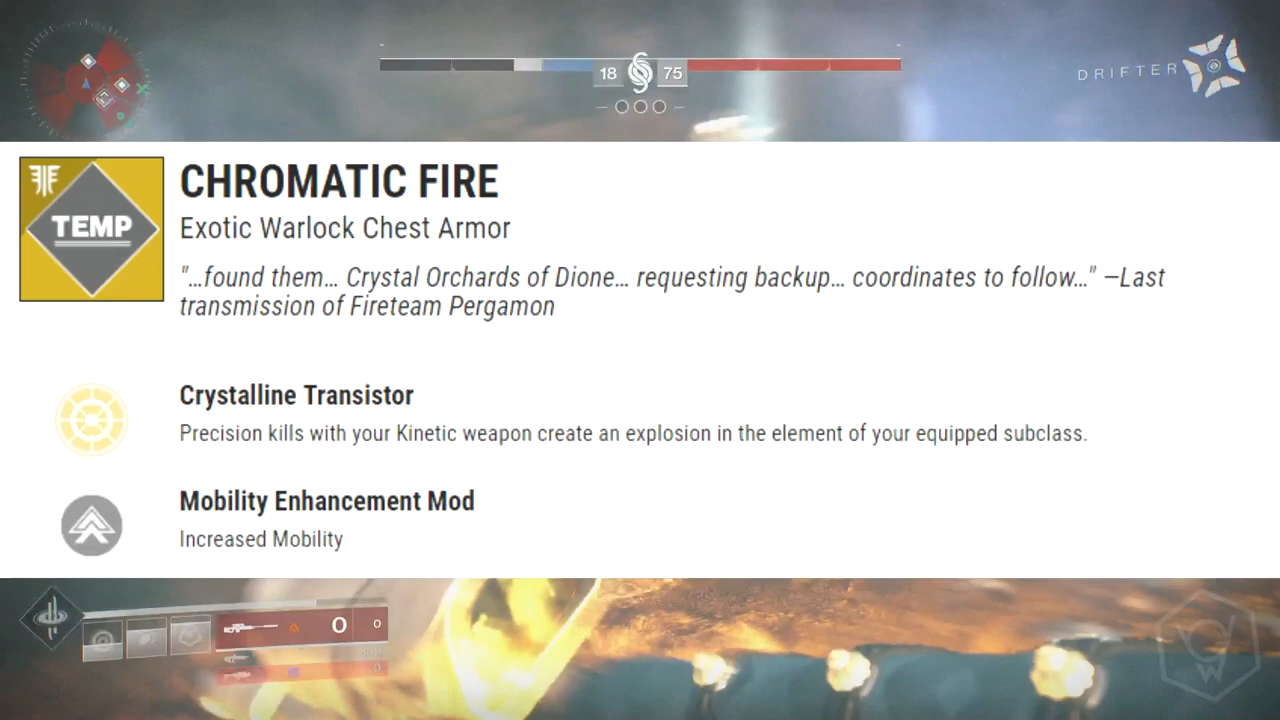 18 75
DRIFTER
TEMP
CHROMATIC FIRE
Exotic Warlock Chest Armor
"…found them… Crystal Orchards of Dione… requesting backup… coordinates to follow…" —Last
transmission of Fireteam Pergamon
Crystalline Transistor
Precision kills with your Kinetic weapon create an explosion in the element of your equipped subclass.
Mobility Enhancement Mod
Increased Mobility
0 0
0